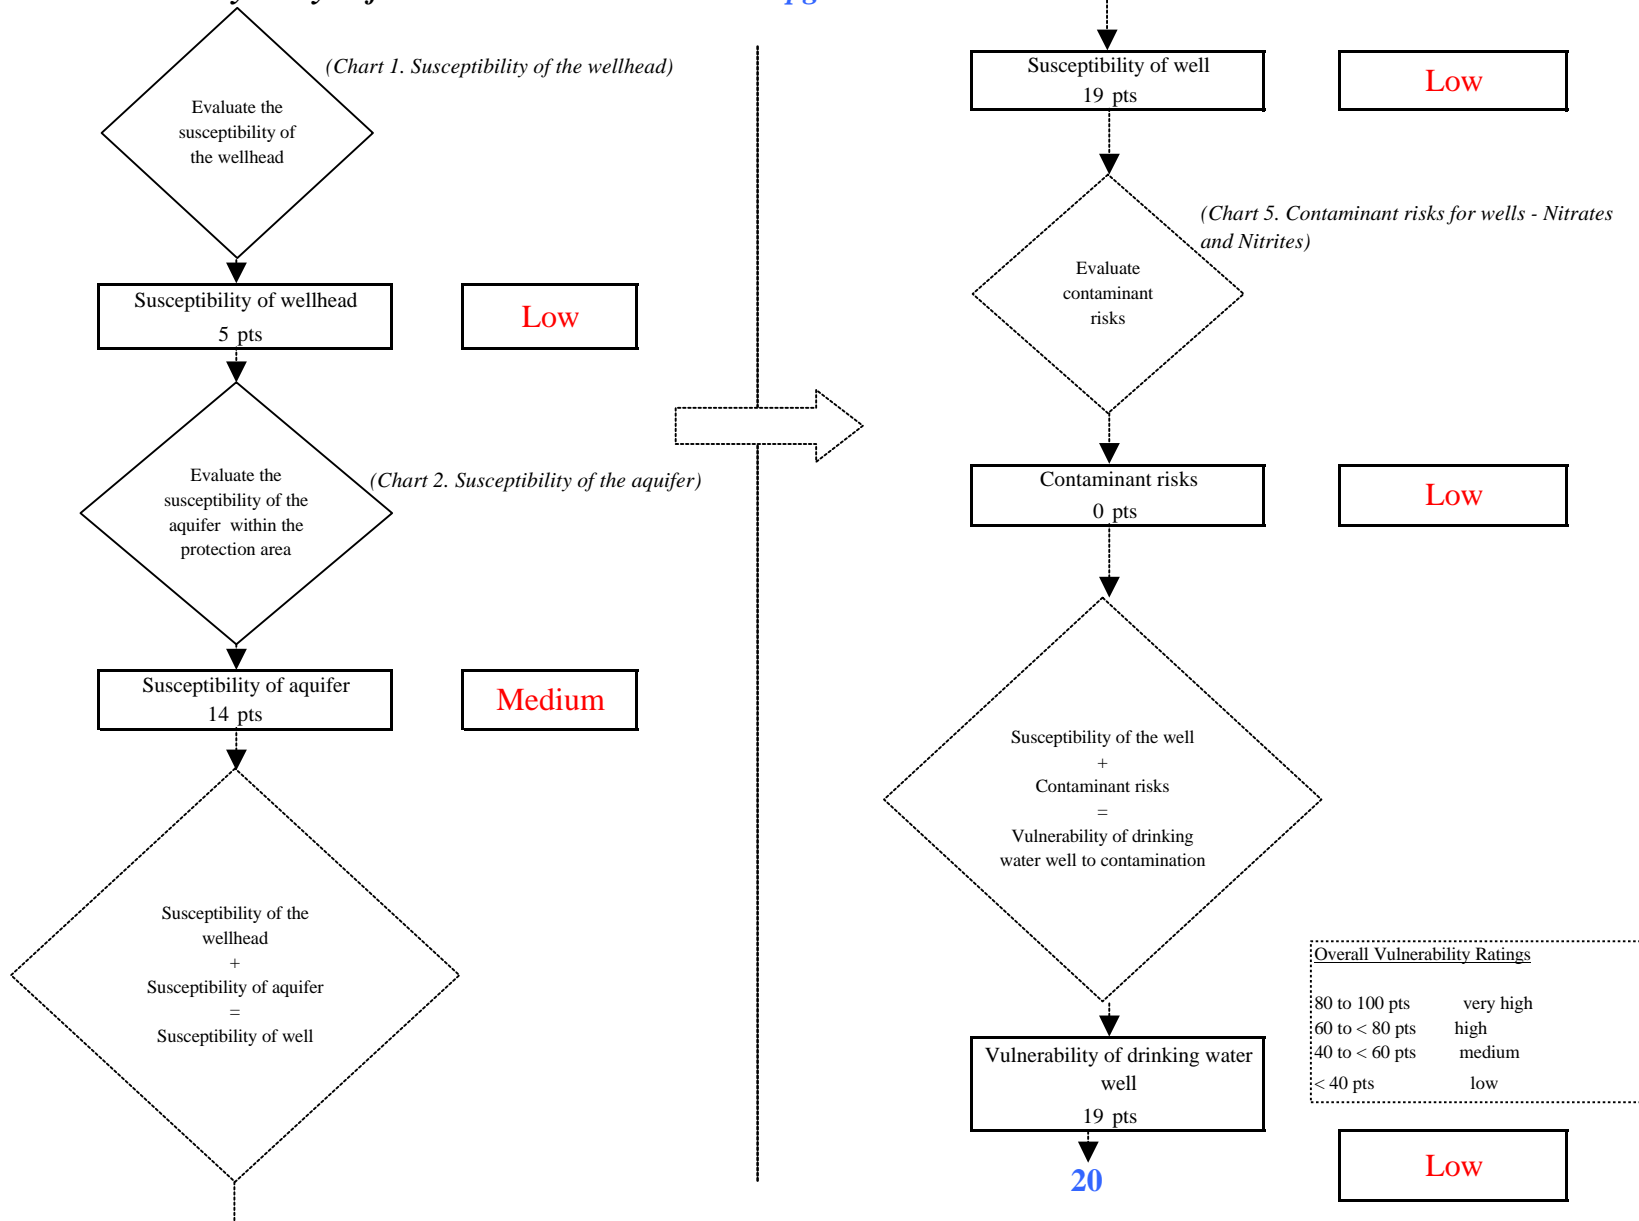 (Chart 1. Susceptibility of the wellhead)
Evaluate the
susceptibility of
the wellhead
Susceptibility of wellhead
5 pts
Low
Evaluate the
susceptibility of the
aquifer within the
protection area
(Chart 2. Susceptibility of the aquifer)
Susceptibility of aquifer
14 pts
Medium
Susceptibility of the
wellhead
+
Susceptibility of aquifer
=
Susceptibility of well
Susceptibility of well
19 pts
Low
(Chart 5. Contaminant risks for wells - Nitrates
and Nitrites)
Evaluate
contaminant
risks
Contaminant risks
0 pts
Low
Susceptibility of the well
+
Contaminant risks
=
Vulnerability of drinking
water well to contamination
Overall Vulnerability Ratings
80 to 100 pts very high
60 to < 80 pts high
40 to < 60 pts medium
< 40 pts low
Vulnerability of drinking water
well
19 pts
20
Low